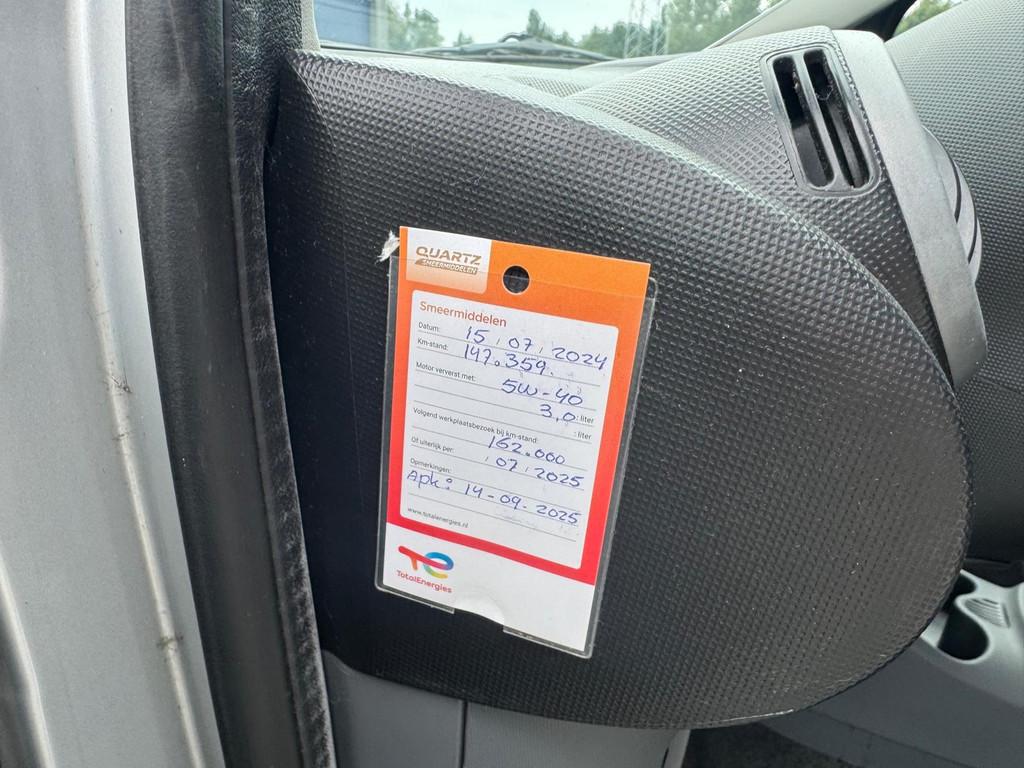 QUARTZ
SMEERMIDDELEN
Smeermiddelen
Datum: 15 , 07 , 2024
Km-stand: 147.359.
Motor ververst met: 5W-40
3,0 : liter
: liter
Volgend werkplaatsbezoek bij km-stand:
162.000
Of uiterlijk per: , 07 , 2025
Opmerkingen:
Apk: 14-09-2025
www.totalenergies.nl
TotalEnergies